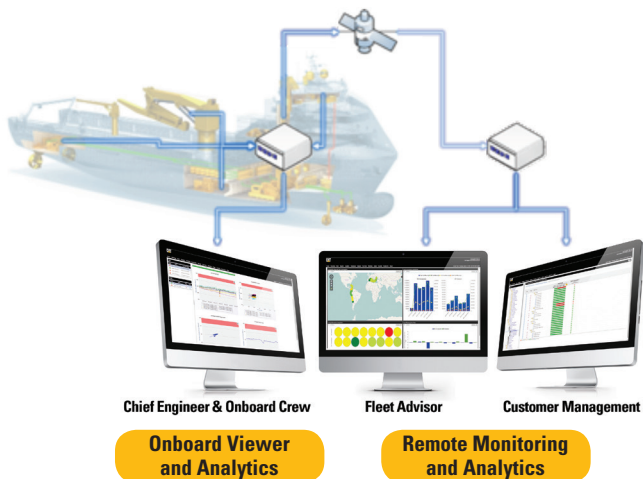 Chief Engineer & Onboard Crew
Fleet Advisor
Customer Management
Onboard Viewer
and Analytics
Remote Monitoring
and Analytics